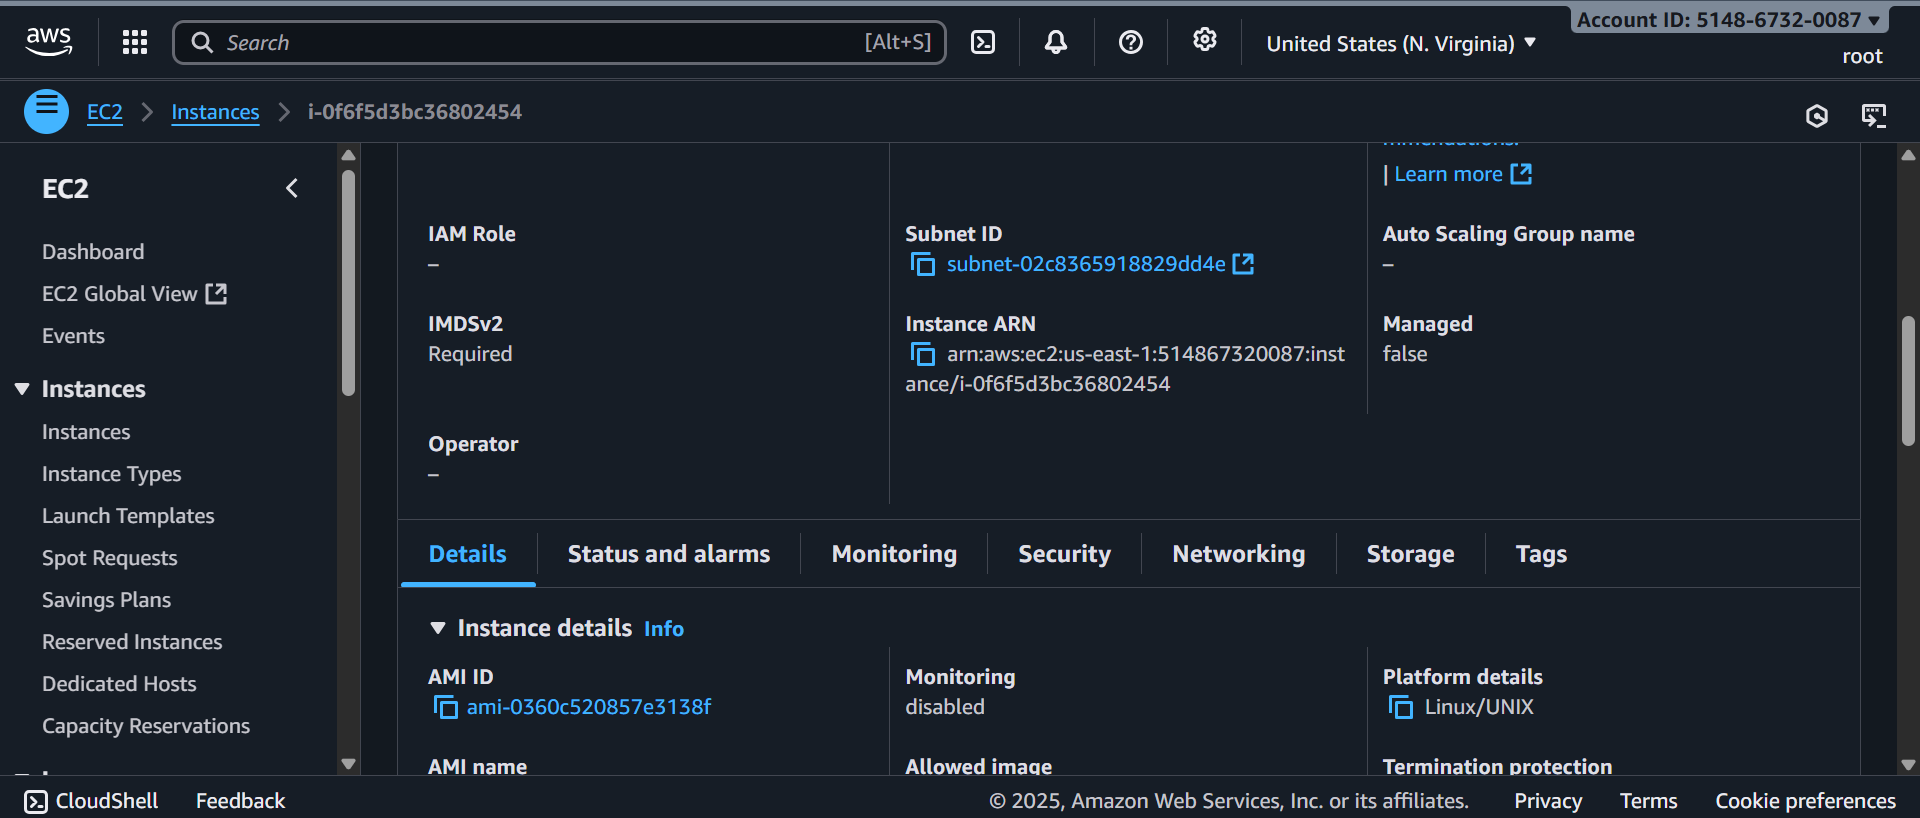 aws
Search
[Alt+S]
United States (N. Virginia)
Account ID: 5148-6732-0087
root
EC2
Instances
i-0f6f5d3bc36802454
EC2
Dashboard
EC2 Global View
Events
Instances
Instances
Instance Types
Launch Templates
Spot Requests
Savings Plans
Reserved Instances
Dedicated Hosts
Capacity Reservations
mmendations.
| Learn more
IAM Role
–
Subnet ID
subnet-02c8365918829dd4e
Auto Scaling Group name
–
IMDSv2
Required
Instance ARN
arn:aws:ec2:us-east-1:514867320087:inst
ance/i-0f6f5d3bc36802454
Managed
false
Operator
–
Details
Status and alarms
Monitoring
Security
Networking
Storage
Tags
Instance details Info
AMI ID
ami-0360c520857e3138f
Monitoring
disabled
Platform details
Linux/UNIX
AMI name
Allowed image
Termination protection
CloudShell
Feedback
© 2025, Amazon Web Services, Inc. or its affiliates.
Privacy
Terms
Cookie preferences